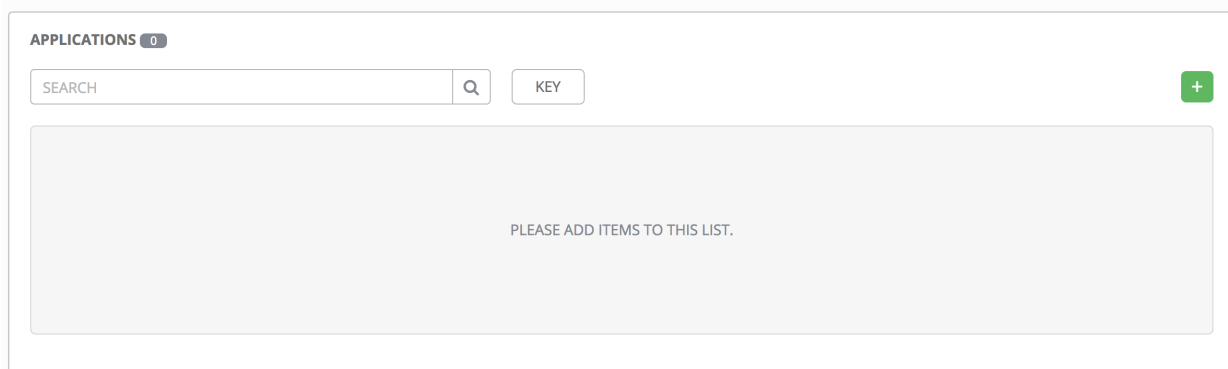 APPLICATIONS 0
SEARCH KEY +
PLEASE ADD ITEMS TO THIS LIST.